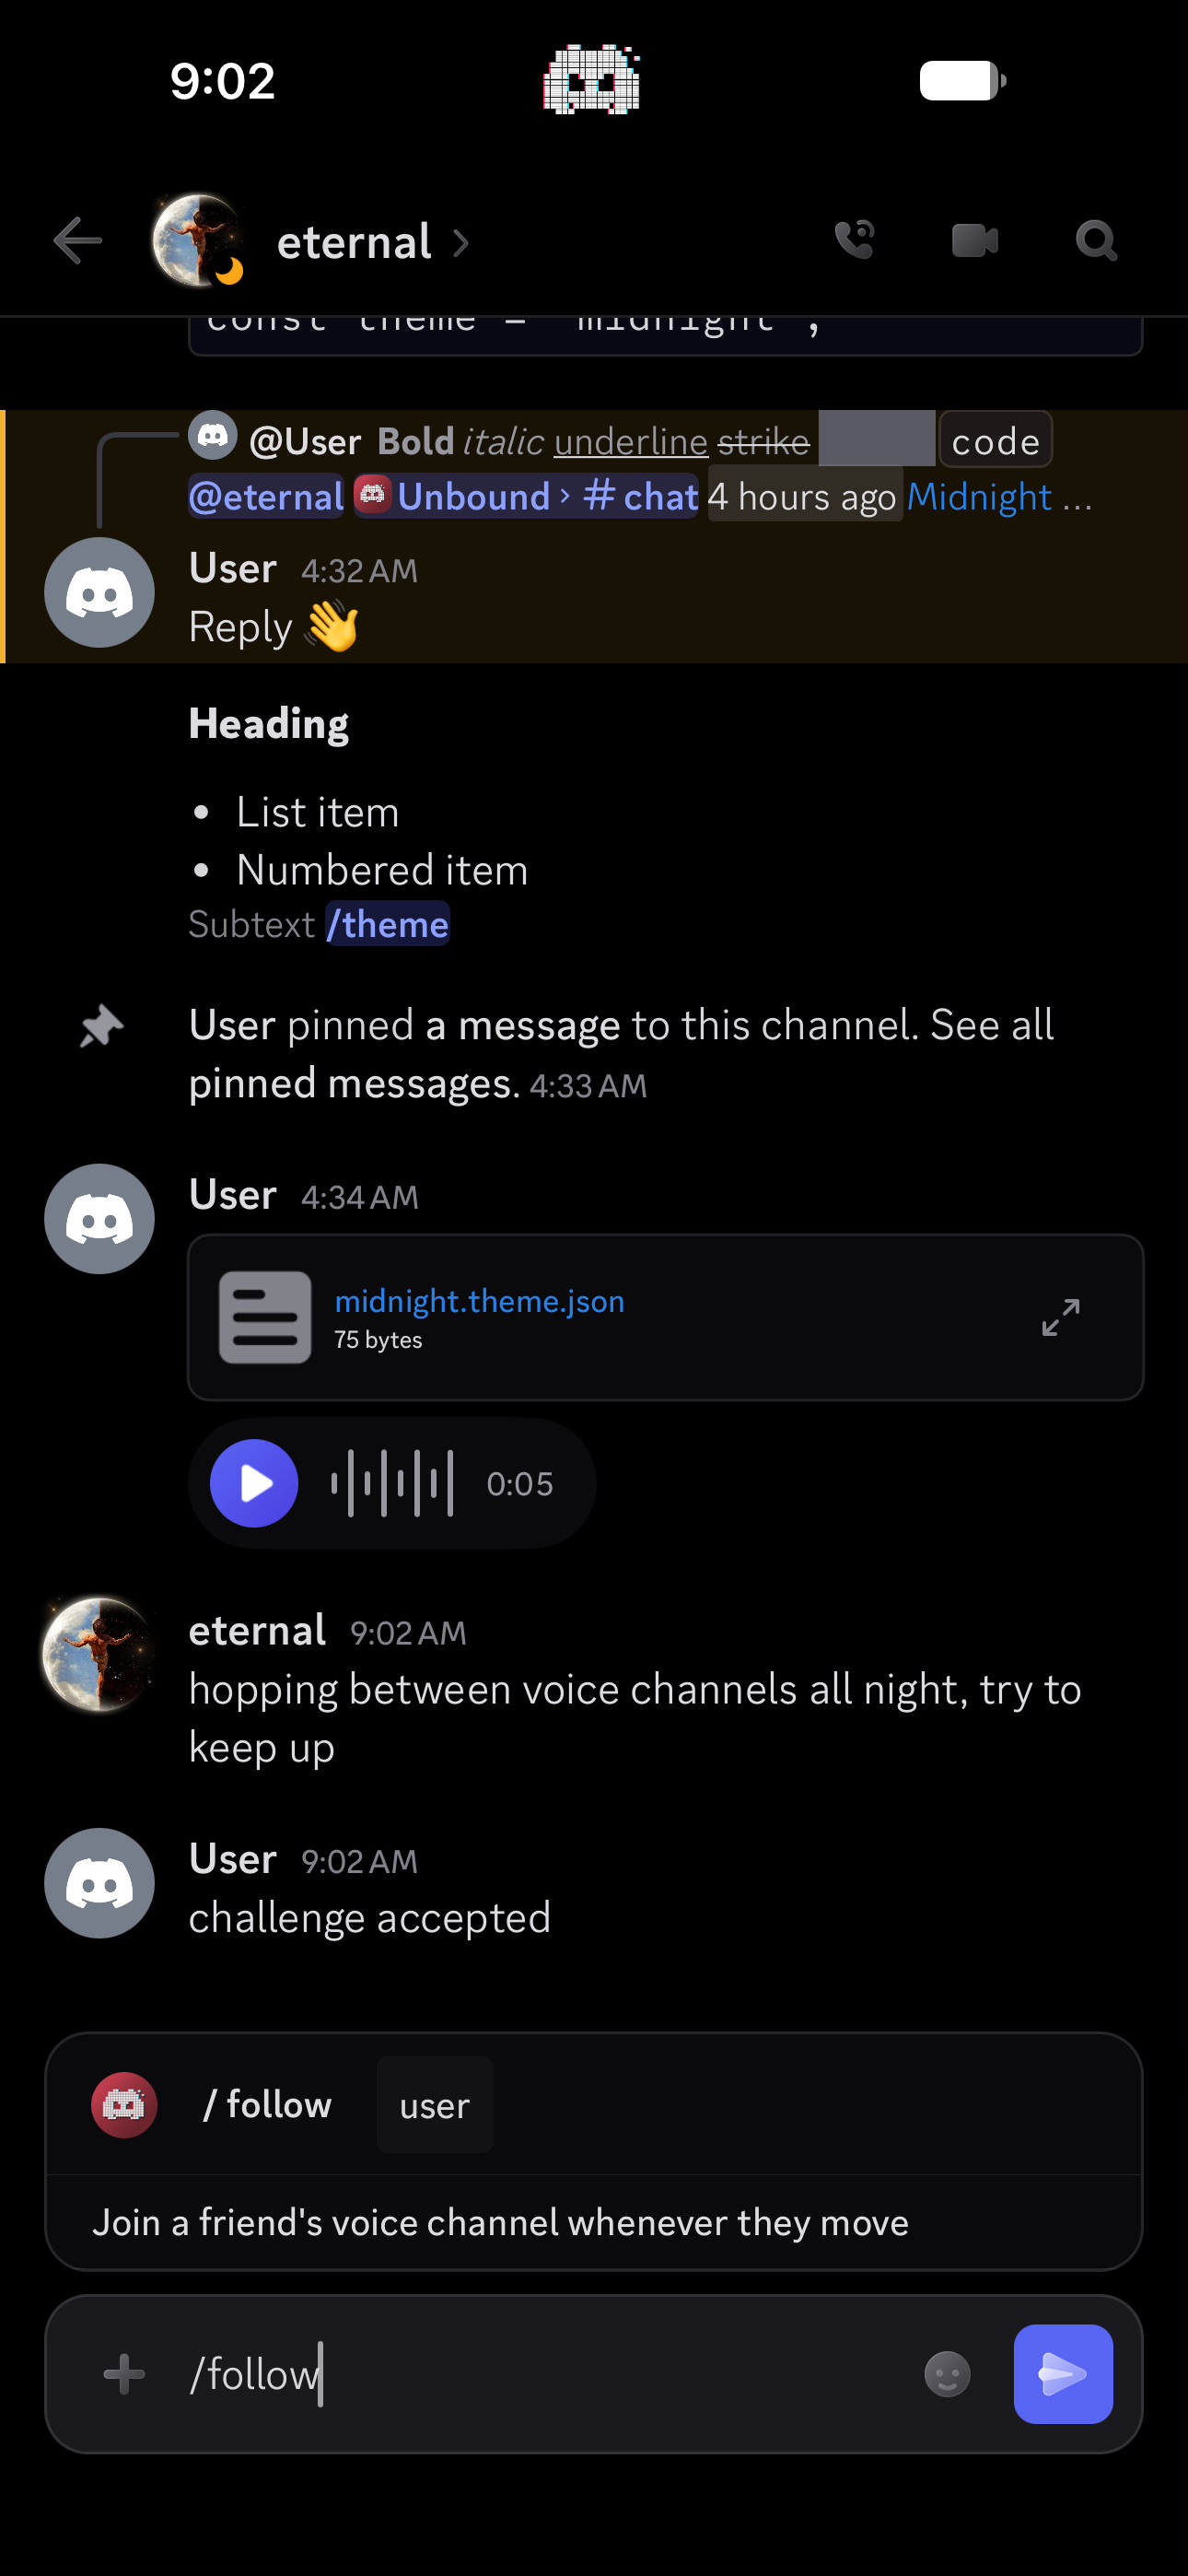 9:02
eternal
const theme = "midnight";
@User Bold italic underline strike code
@eternal Unbound › # chat 4 hours ago Midnight ...
User 4:32 AM
Reply 👋
Heading
• List item
• Numbered item
Subtext /theme
User pinned a message to this channel. See all
pinned messages. 4:33 AM
User 4:34 AM
midnight.theme.json
75 bytes
0:05
eternal 9:02 AM
hopping between voice channels all night, try to
keep up
User 9:02 AM
challenge accepted
/ follow user
Join a friend's voice channel whenever they move
/follow